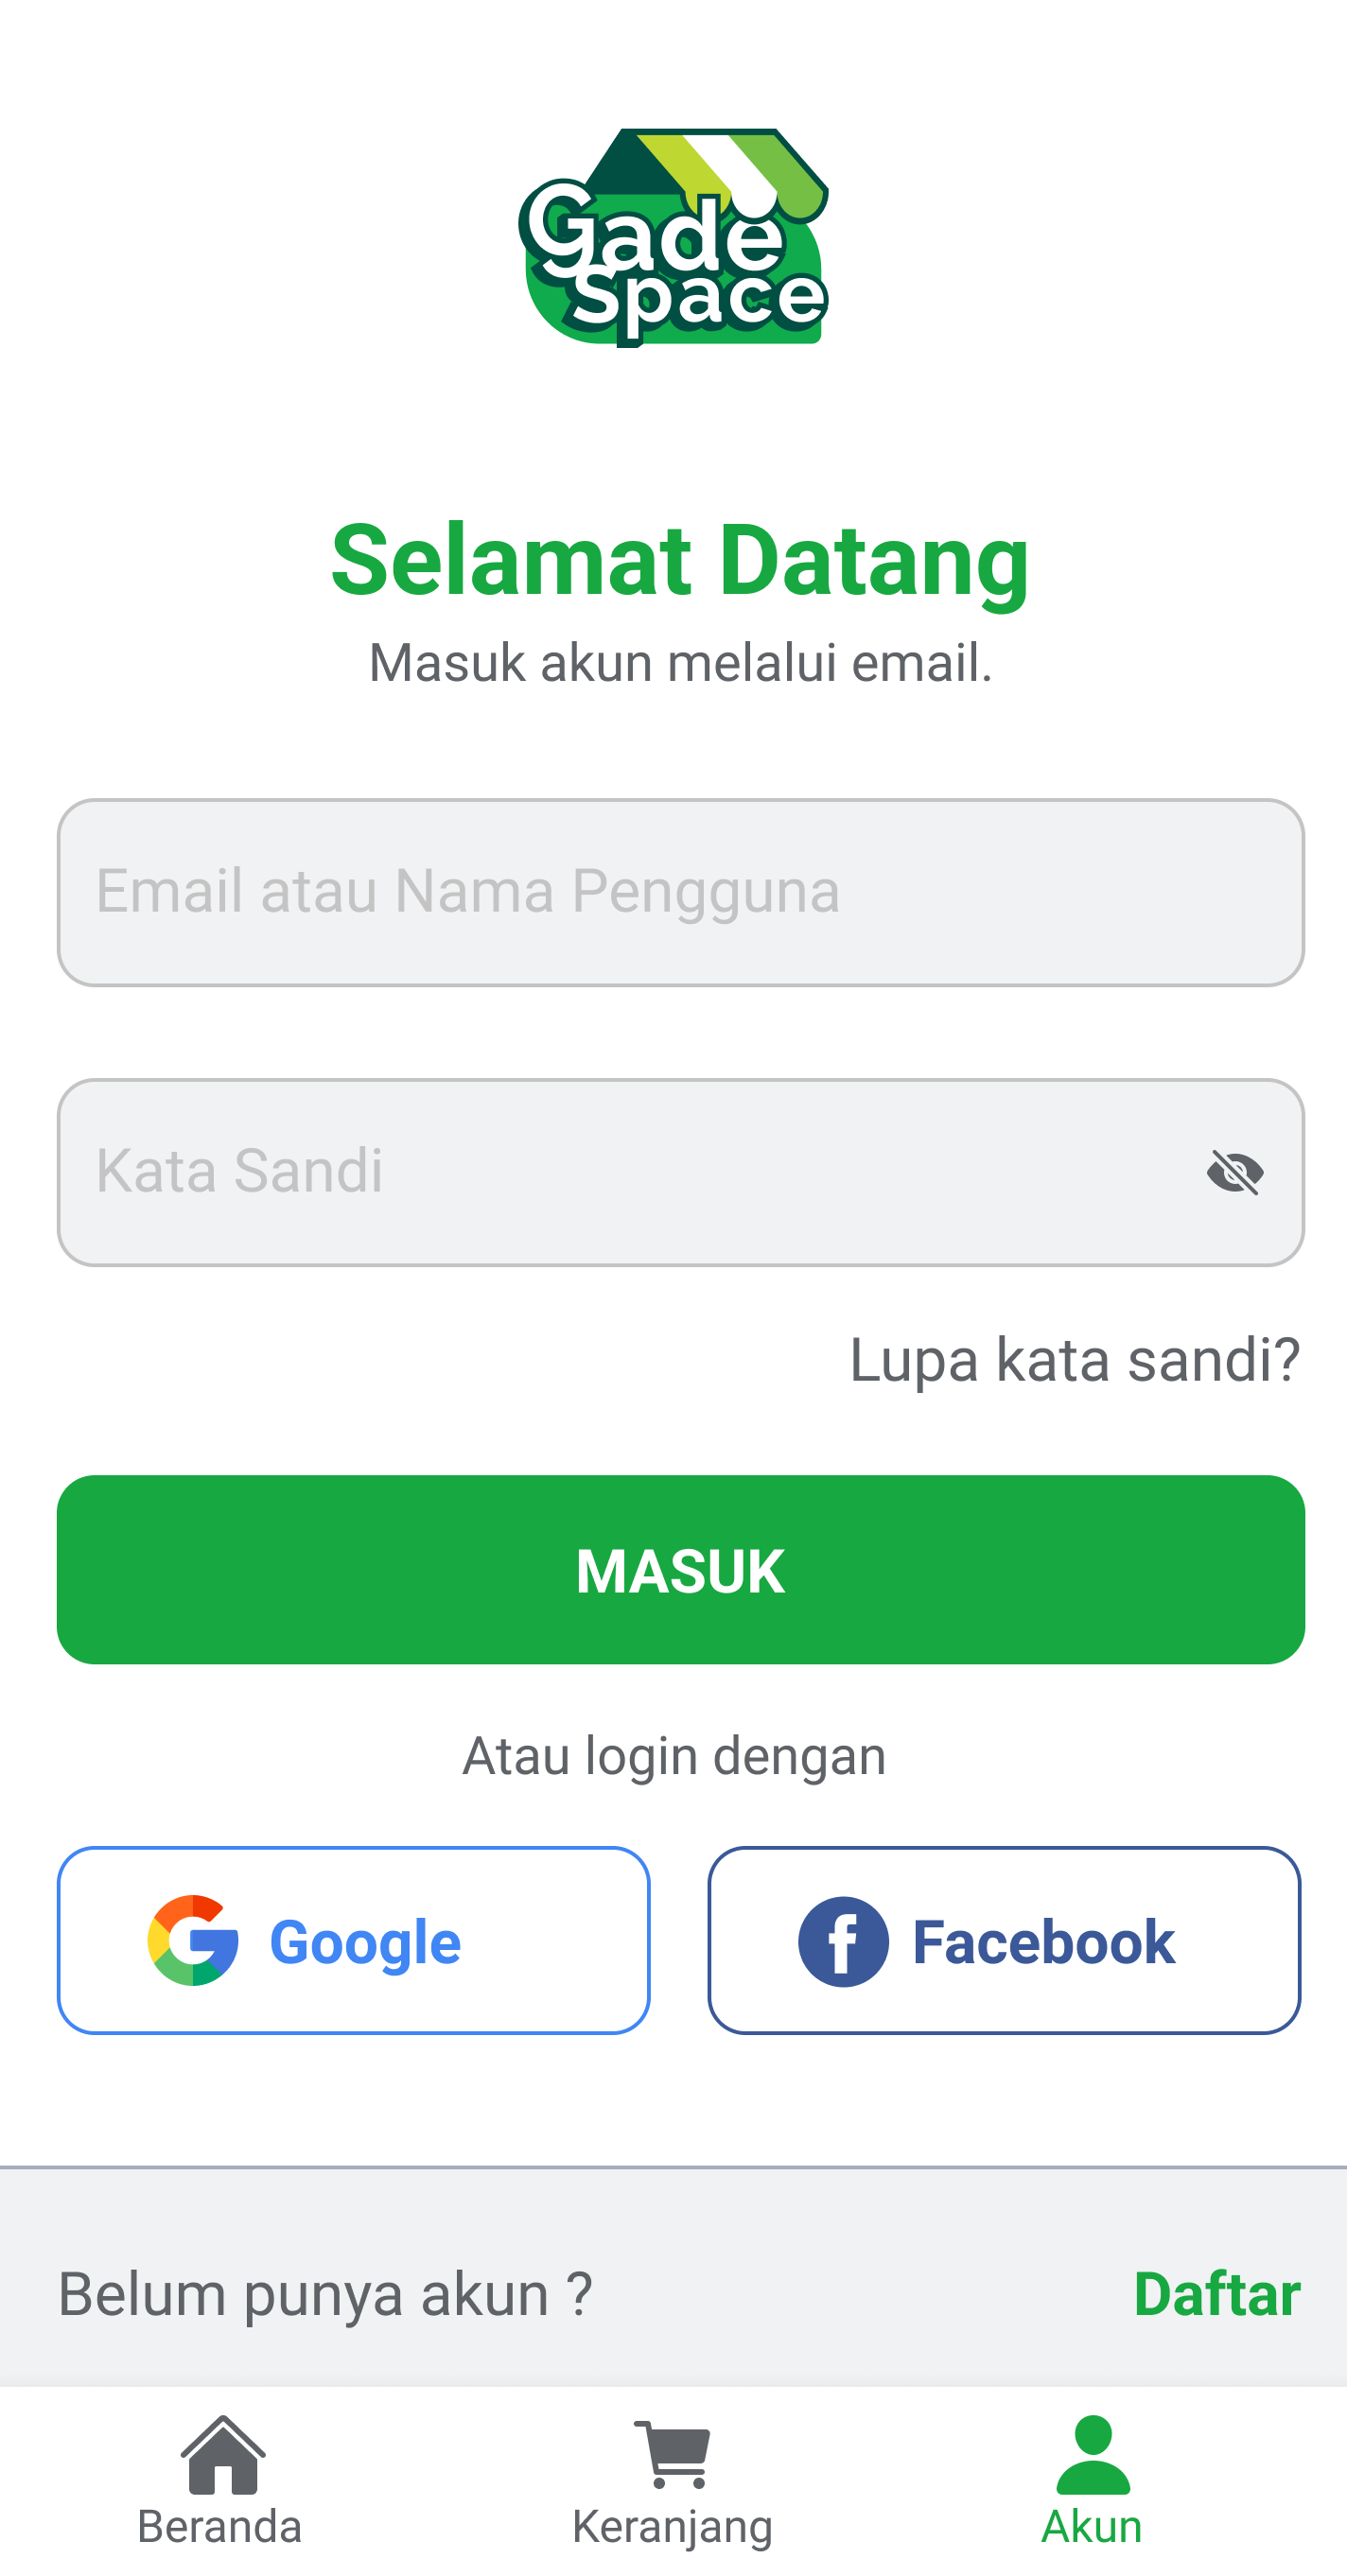 Gade
Space
Selamat Datang
Masuk akun melalui email.
Email atau Nama Pengguna
Kata Sandi
Lupa kata sandi?
MASUK
Atau login dengan
Google
Facebook
Belum punya akun ?
Daftar
Beranda
Keranjang
Akun